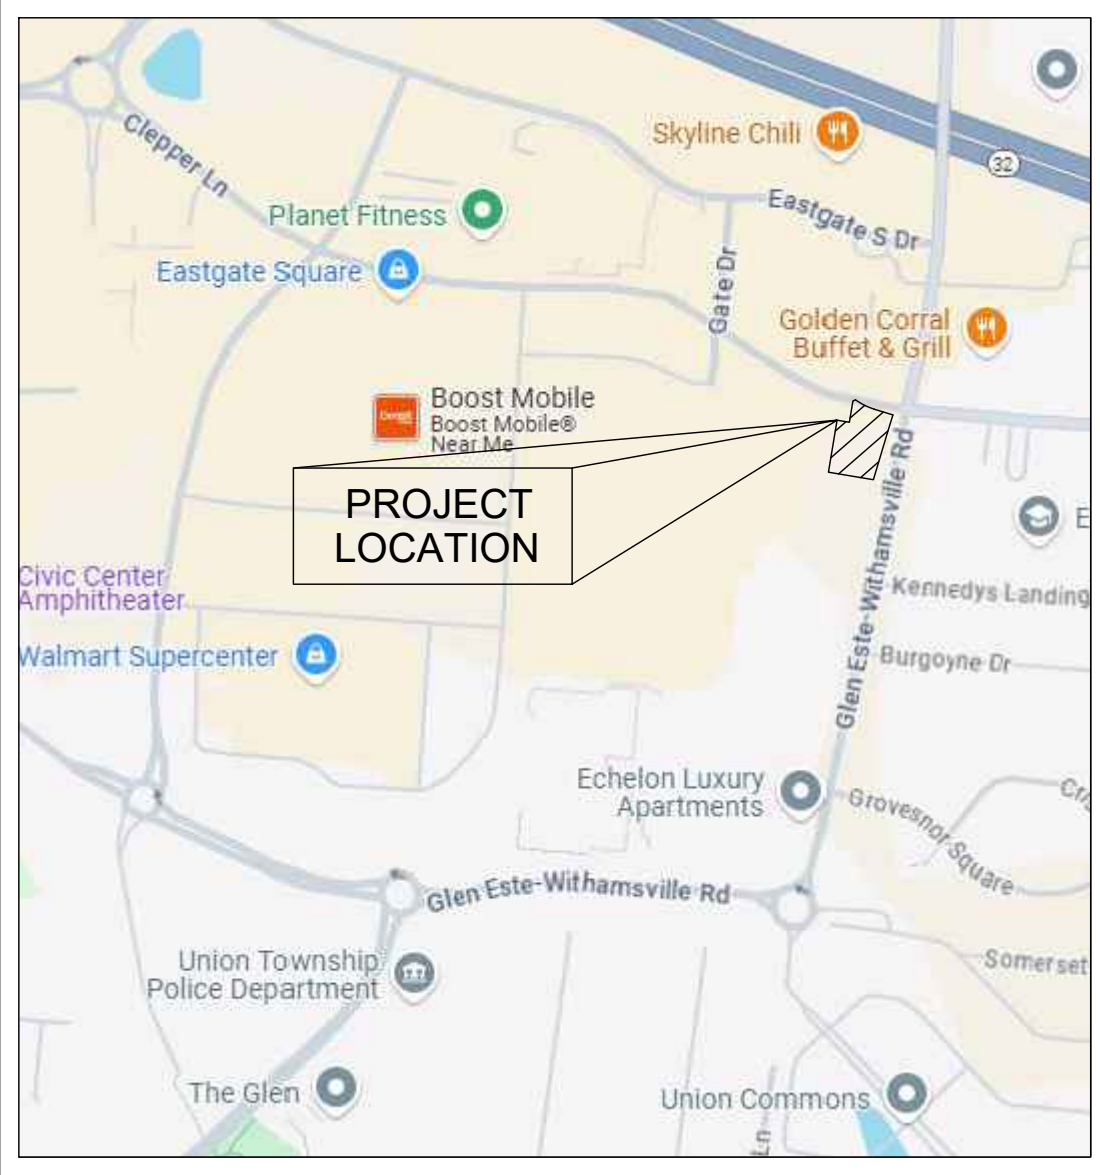 Skyline Chili
32
Clepper Ln
Planet Fitness
Eastgate S Dr
Eastgate Square
Gate Dr
Golden Corral
Buffet & Grill
Boost Mobile
Boost Mobile®
Near Me
PROJECT
LOCATION
E
Civic Center
Amphitheater
Kennedys Landing
Glen Este-Withamsville Rd
Walmart Supercenter
Burgoyne Dr
Echelon Luxury
Apartments
Grovesnor Square
Glen Este-Withamsville Rd
Union Township
Police Department
Somerset
The Glen
Union Commons
Ln